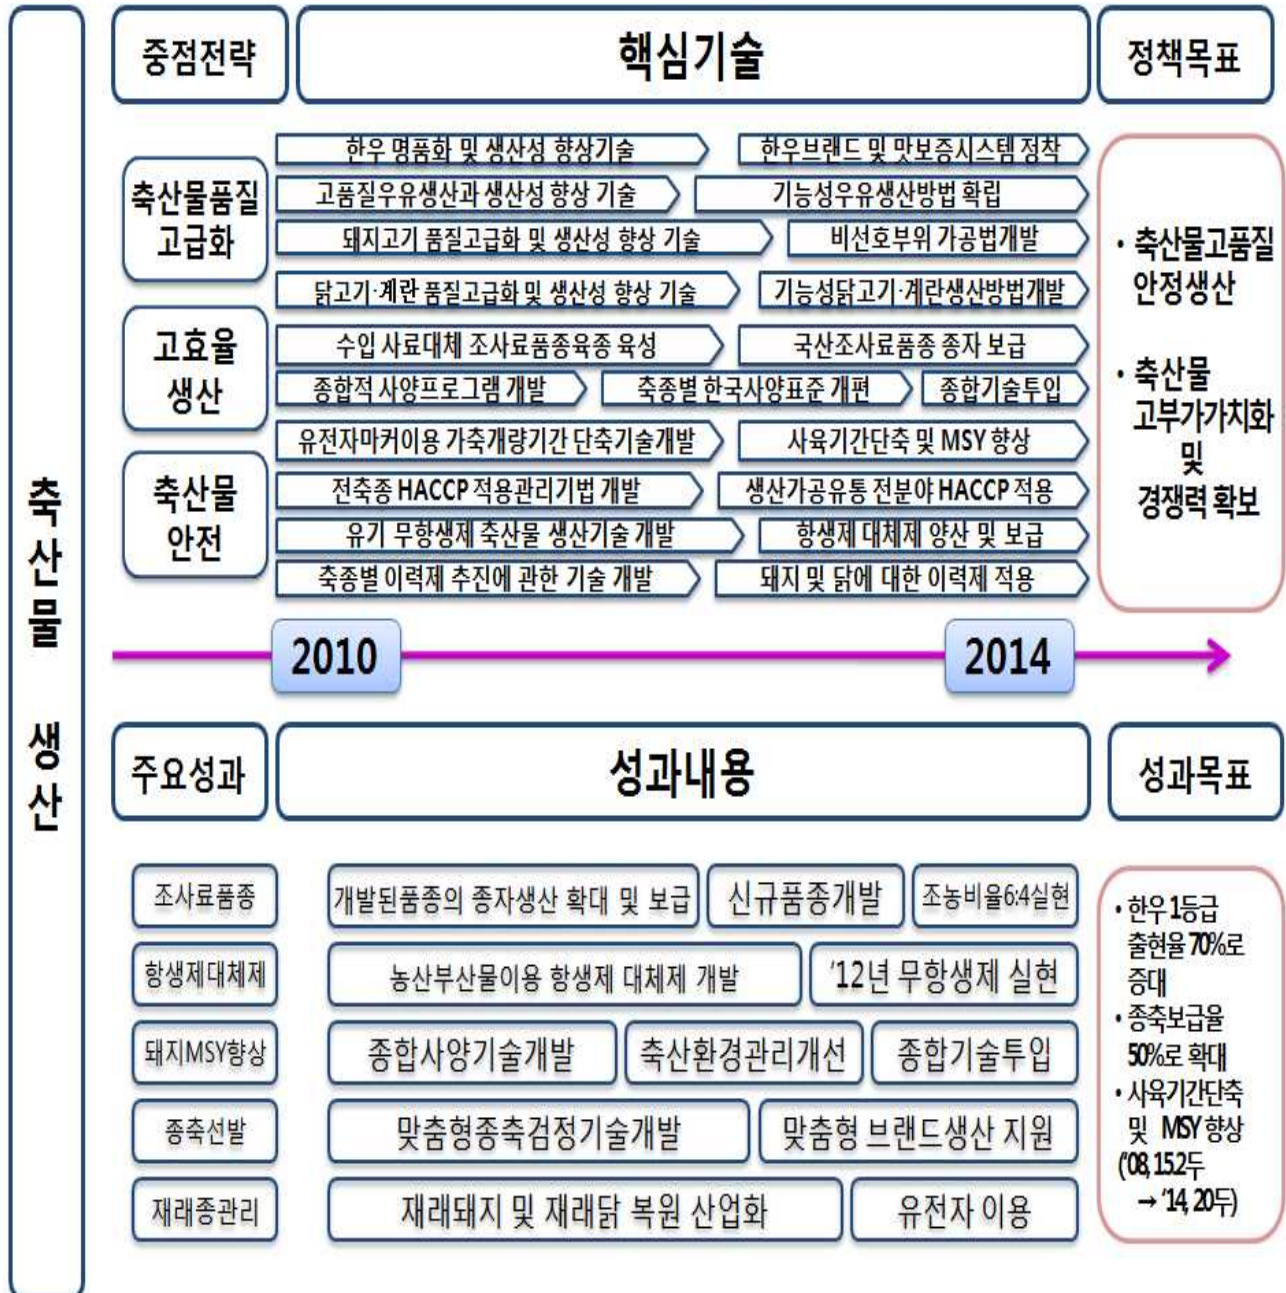 축산물 생산
중점전략
핵심기술
정책목표
축산물품질
고급화
한우 명품화 및 생산성 향상기술
한우브랜드 및 맛보증시스템 정착
고품질우유생산과 생산성 향상 기술
기능성우유생산방법 확립
돼지고기 품질고급화 및 생산성 향상 기술
비선호부위 가공법개발
닭고기·계란 품질고급화 및 생산성 향상 기술
기능성닭고기·계란생산방법개발
고효율
생산
수입 사료대체 조사료품종육종 육성
국산조사료품종 종자 보급
종합적 사양프로그램 개발
축종별 한국사양표준 개편
종합기술투입
유전자마커이용 가축개량기간 단축기술개발
사육기간단축 및 MSY 향상
축산물
안전
전축종 HACCP 적용관리기법 개발
생산가공유통 전분야 HACCP 적용
유기 무항생제 축산물 생산기술 개발
항생제 대체제 양산 및 보급
축종별 이력제 추진에 관한 기술 개발
돼지 및 닭에 대한 이력제 적용
• 축산물고품질
안정생산
• 축산물
고부가가치화
및
경쟁력 확보
2010
2014
주요성과
성과내용
성과목표
조사료품종
개발된품종의 종자생산 확대 및 보급
신규품종개발
조농비율6:4실현
항생제대체제
농산부산물이용 항생제 대체제 개발
'12년 무항생제 실현
돼지MSY향상
종합사양기술개발
축산환경관리개선
종합기술투입
종축선발
맞춤형종축검정기술개발
맞춤형 브랜드생산 지원
재래종관리
재래돼지 및 재래닭 복원 산업화
유전자 이용
• 한우 1등급
출현율 70%로
증대
• 종축보급율
50%로 확대
• 사육기간단축
및 MSY 향상
('08, 15.2두
→ '14, 20두)